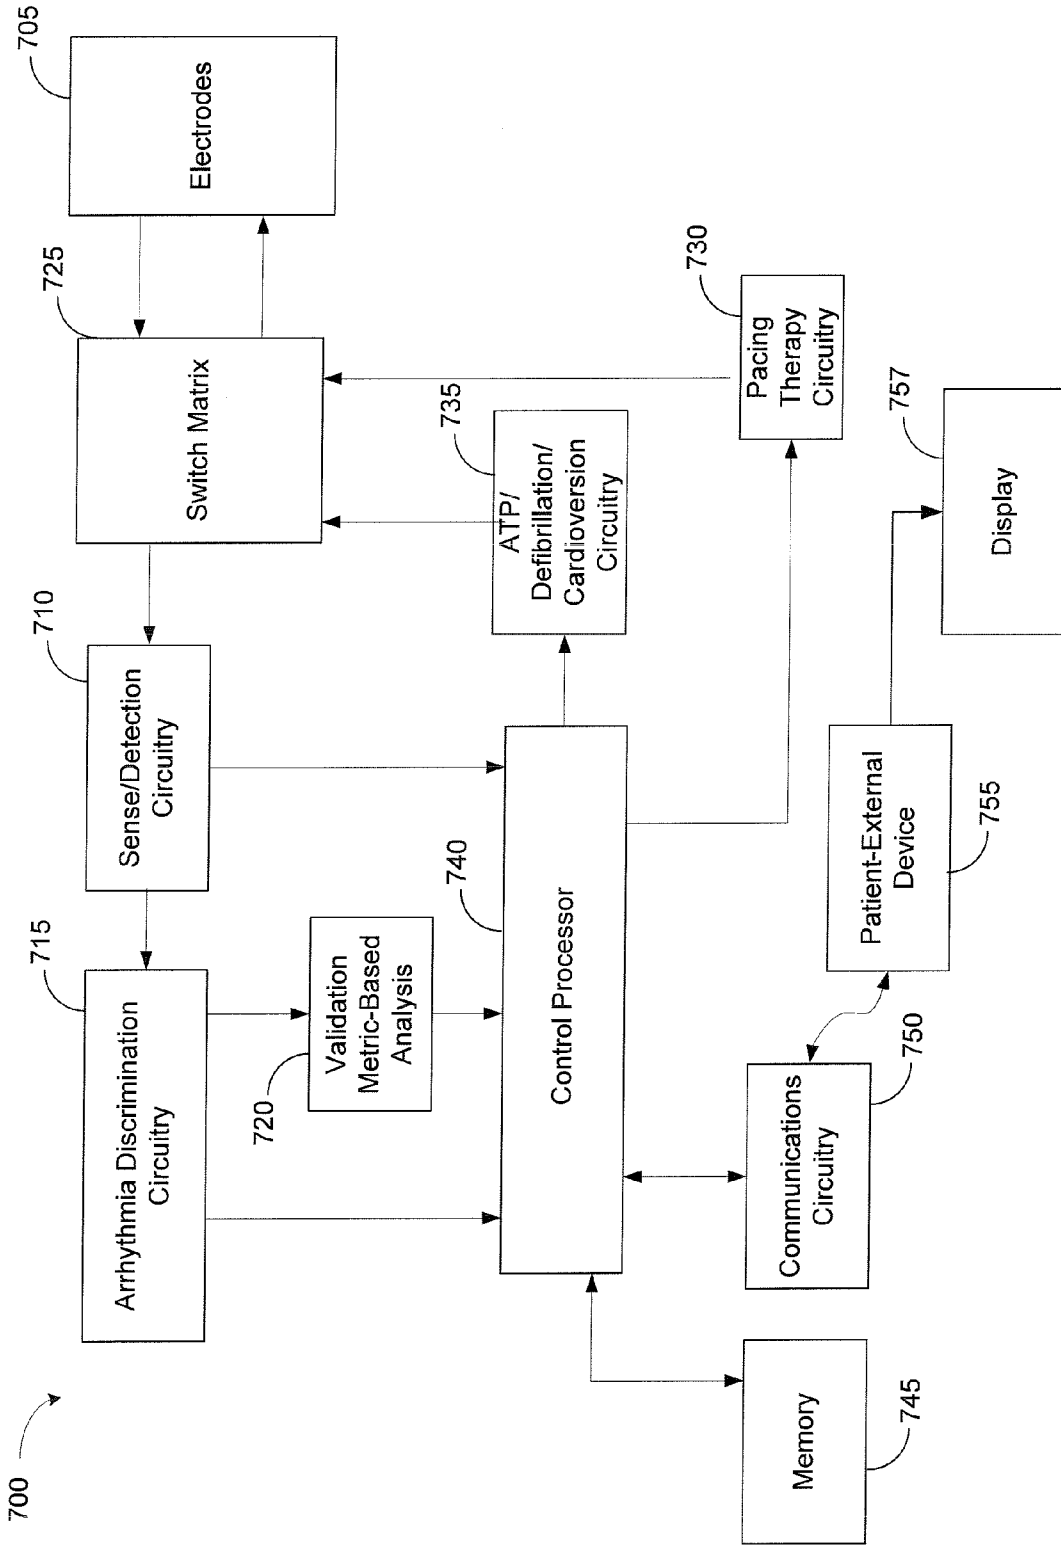 700
715
Arrhythmia Discrimination
Circuitry
710
Sense/Detection
Circuitry
725
Switch Matrix
705
Electrodes
720
Validation
Metric-Based
Analysis
735
ATP/
Defibrillation/
Cardioversion
Circuitry
740
Control Processor
730
Pacing
Therapy
Circuitry
Memory
745
Communications
Circuitry
750
Patient-External
Device
755
757
Display